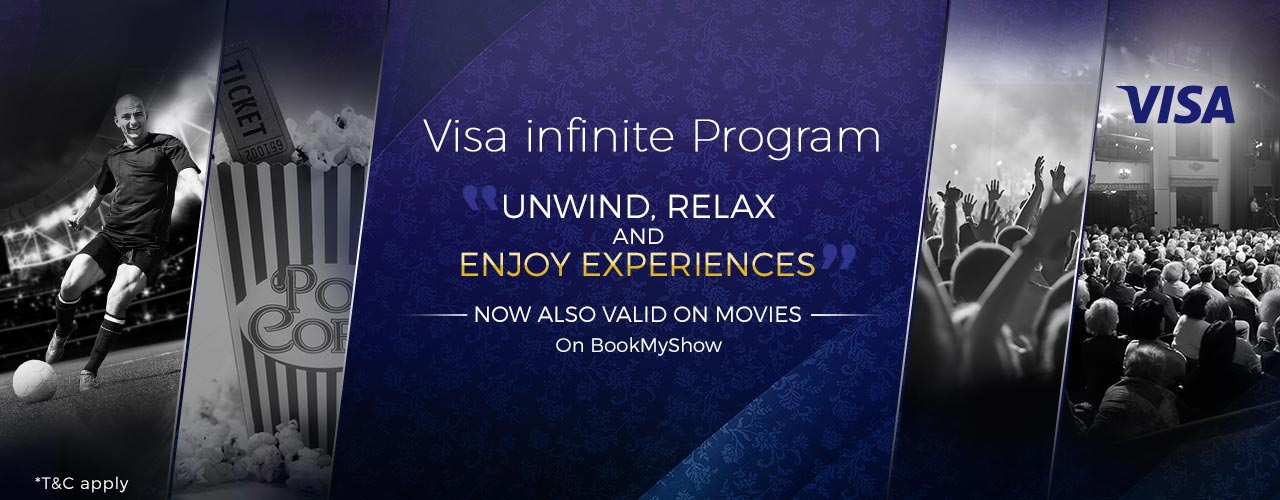 TICKET
Visa infinite Program
VISA
"UNWIND, RELAX
AND
ENJOY EXPERIENCES"
NOW ALSO VALID ON MOVIES
On BookMyShow
*T&C apply